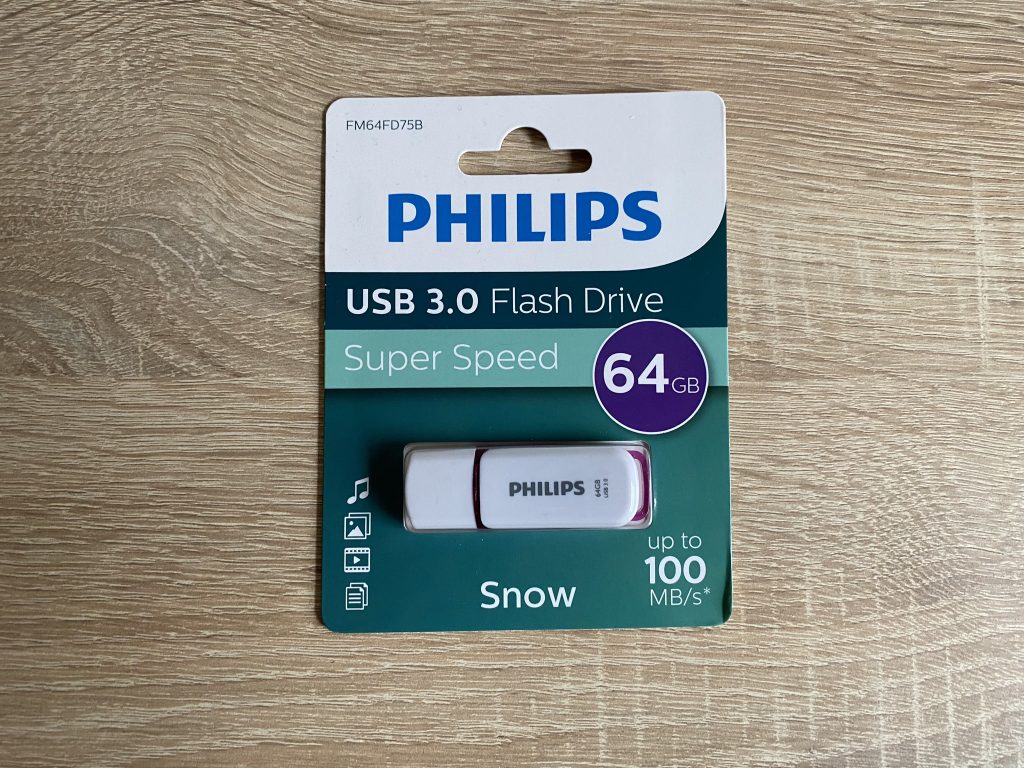 FM64FD75B
PHILIPS
USB 3.0 Flash Drive
Super Speed
64GB
PHILIPS
64GB
USB 3.0
up to
100
MB/s*
Snow